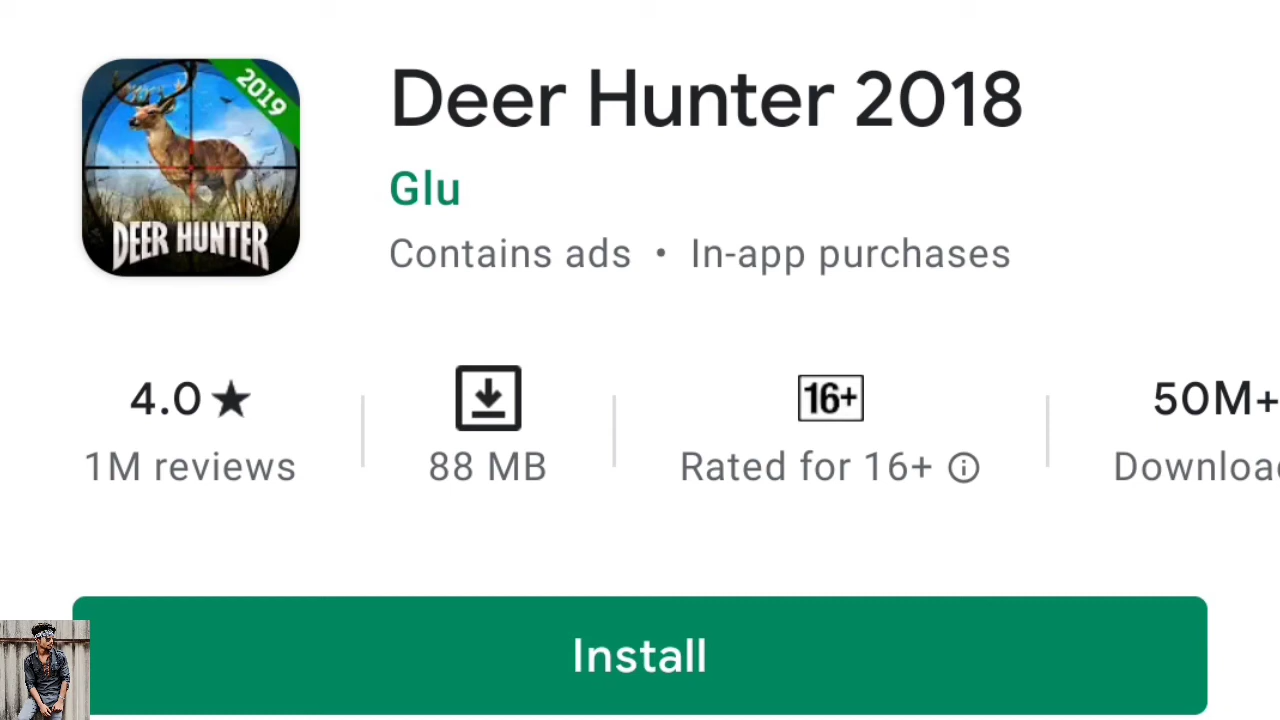 2019
DEER HUNTER
Deer Hunter 2018
Glu
Contains ads • In-app purchases
4.0★
1M reviews
88 MB
16+
Rated for 16+
50M+
Downloa
Install